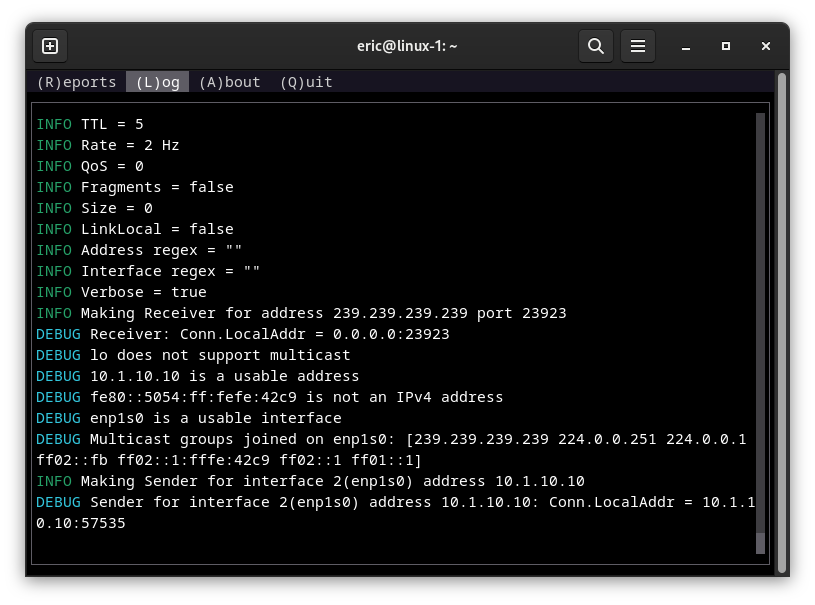 eric@linux-1: ~
(R)eports (L)og (A)bout (Q)uit
INFO TTL = 5
INFO Rate = 2 Hz
INFO QoS = 0
INFO Fragments = false
INFO Size = 0
INFO LinkLocal = false
INFO Address regex = ""
INFO Interface regex = ""
INFO Verbose = true
INFO Making Receiver for address 239.239.239.239 port 23923
DEBUG Receiver: Conn.LocalAddr = 0.0.0.0:23923
DEBUG lo does not support multicast
DEBUG 10.1.10.10 is a usable address
DEBUG fe80::5054:ff:fefe:42c9 is not an IPv4 address
DEBUG enp1s0 is a usable interface
DEBUG Multicast groups joined on enp1s0: [239.239.239.239 224.0.0.251 224.0.0.1
ff02::fb ff02::1:fffe:42c9 ff02::1 ff01::1]
INFO Making Sender for interface 2(enp1s0) address 10.1.10.10
DEBUG Sender for interface 2(enp1s0) address 10.1.10.10: Conn.LocalAddr = 10.1.1
0.10:57535